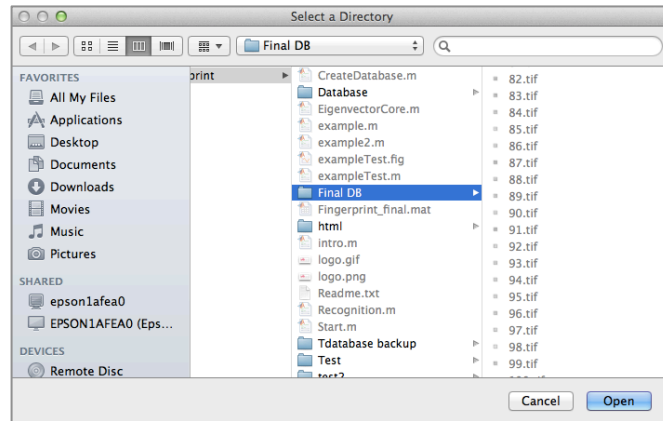 Select a Directory
Final DB
FAVORITES
All My Files
Applications
Desktop
Documents
Downloads
Movies
Music
Pictures
SHARED
epson1afea0
EPSON1AFEA0 (Eps...
DEVICES
Remote Disc
print
CreateDatabase.m
Database
EigenvectorCore.m
example.m
example2.m
exampleTest.fig
exampleTest.m
Final DB
Fingerprint_final.mat
html
intro.m
logo.gif
logo.png
Readme.txt
Recognition.m
Start.m
Tdatabase backup
Test
test2
82.tif
83.tif
84.tif
85.tif
86.tif
87.tif
88.tif
89.tif
90.tif
91.tif
92.tif
93.tif
94.tif
95.tif
96.tif
97.tif
98.tif
99.tif
Cancel
Open